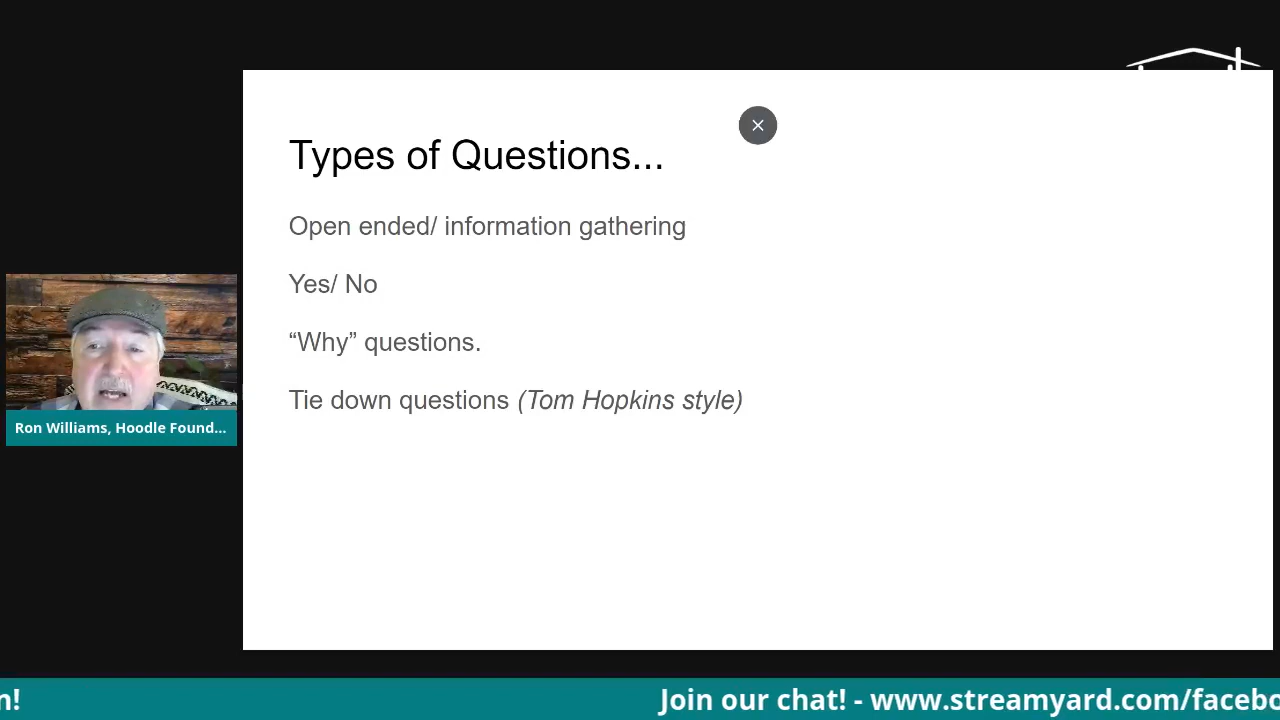 Types of Questions...
Open ended/ information gathering
Yes/ No
“Why” questions.
Tie down questions (Tom Hopkins style)
Ron Williams, Hoodle Found...
n!
Join our chat! - www.streamyard.com/facebo